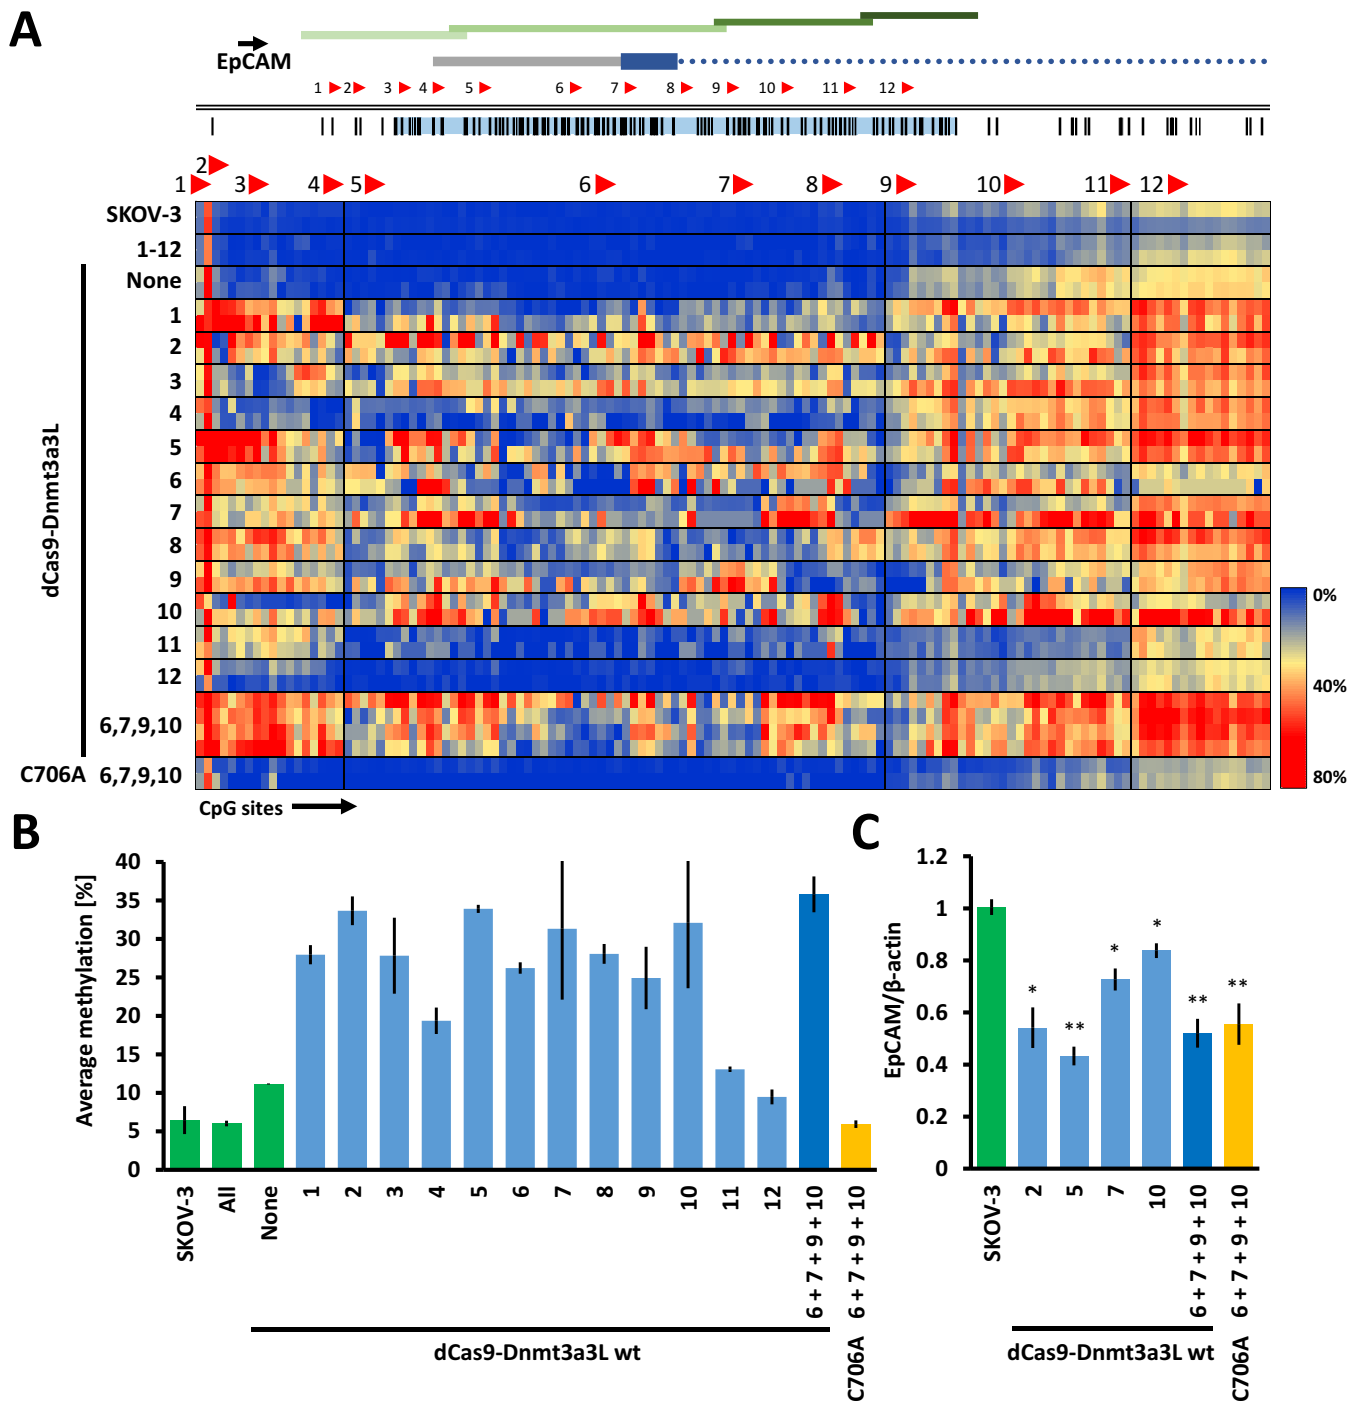 A
EpCAM
1 2 3 4 5 6 7 8 9 10 11 12
2
1 3 4 5 6 7 8 9 10 11 12
SKOV-3
1-12
None
1
2
3
4
5
6
7
8
9
10
11
12
6,7,9,10
C706A 6,7,9,10
dCas9-Dnmt3a3L
0%
40%
80%
CpG sites
B
Average methylation [%]
40
35
30
25
20
15
10
5
0
SKOV-3
All
None
1
2
3
4
5
6
7
8
9
10
11
12
6 + 7 + 9 + 10
C706A 6 + 7 + 9 + 10
dCas9-Dnmt3a3L wt
C
EpCAM/β-actin
1.2
1
0.8
0.6
0.4
0.2
0
*
**
*
*
**
**
SKOV-3
2
5
7
10
6 + 7 + 9 + 10
C706A 6 + 7 + 9 + 10
dCas9-Dnmt3a3L wt